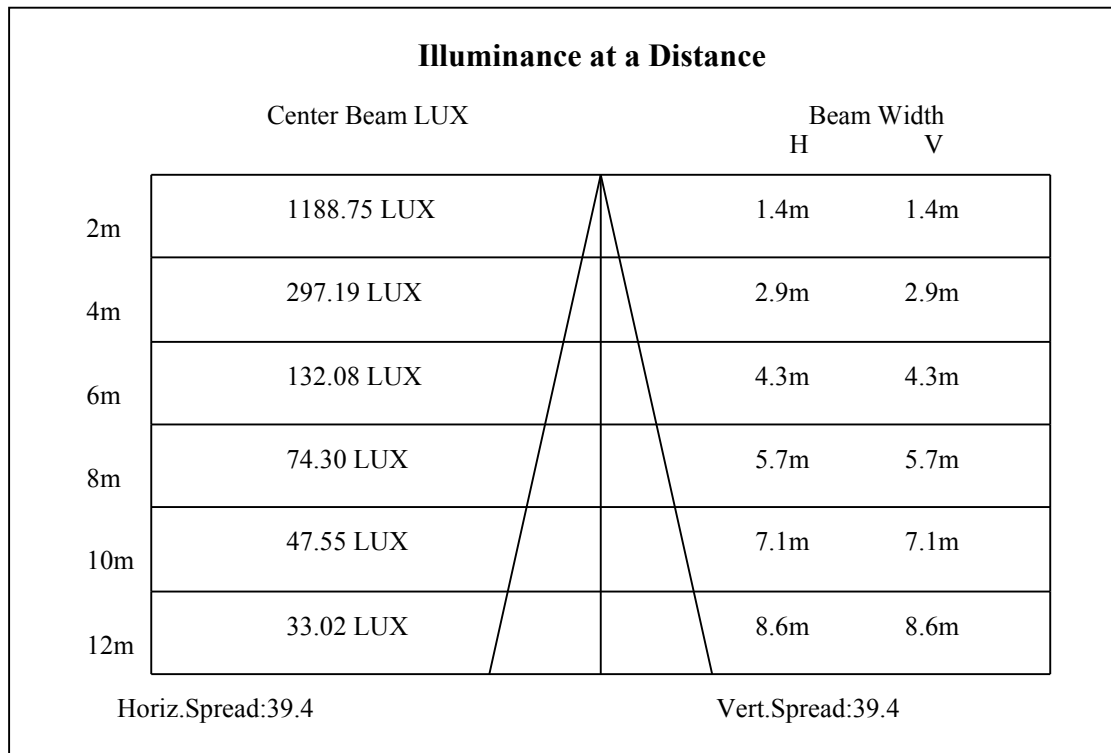 Illuminance at a Distance
Center Beam LUX Beam Width
H V
2m 1188.75 LUX 1.4m 1.4m
4m 297.19 LUX 2.9m 2.9m
6m 132.08 LUX 4.3m 4.3m
8m 74.30 LUX 5.7m 5.7m
10m 47.55 LUX 7.1m 7.1m
12m 33.02 LUX 8.6m 8.6m
Horiz.Spread:39.4 Vert.Spread:39.4